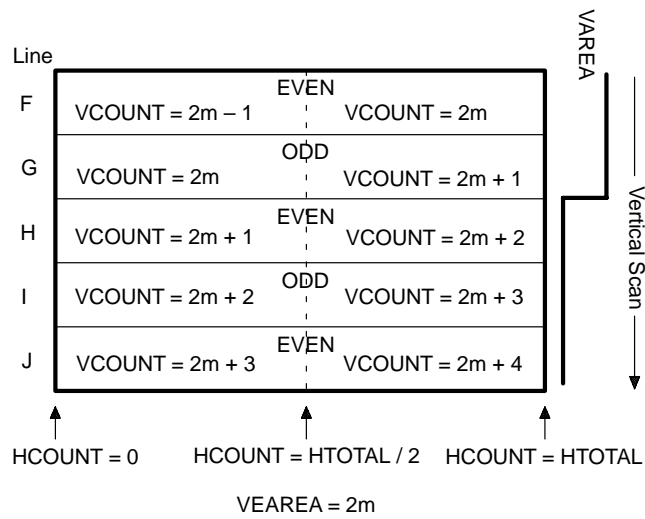 Line
VAREA
F
EVEN
VCOUNT = 2m – 1
VCOUNT = 2m
G
ODD
VCOUNT = 2m
VCOUNT = 2m + 1
H
EVEN
VCOUNT = 2m + 1
VCOUNT = 2m + 2
I
ODD
VCOUNT = 2m + 2
VCOUNT = 2m + 3
J
EVEN
VCOUNT = 2m + 3
VCOUNT = 2m + 4
Vertical Scan
HCOUNT = 0
HCOUNT = HTOTAL / 2
HCOUNT = HTOTAL
VEAREA = 2m